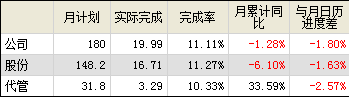 月计划 实际完成 完成率 月累计同比 与月日历进度差
公司 180 19.99 11.11% -1.28% -1.80%
股份 148.2 16.71 11.27% -6.10% -1.63%
代管 31.8 3.29 10.33% 33.59% -2.57%